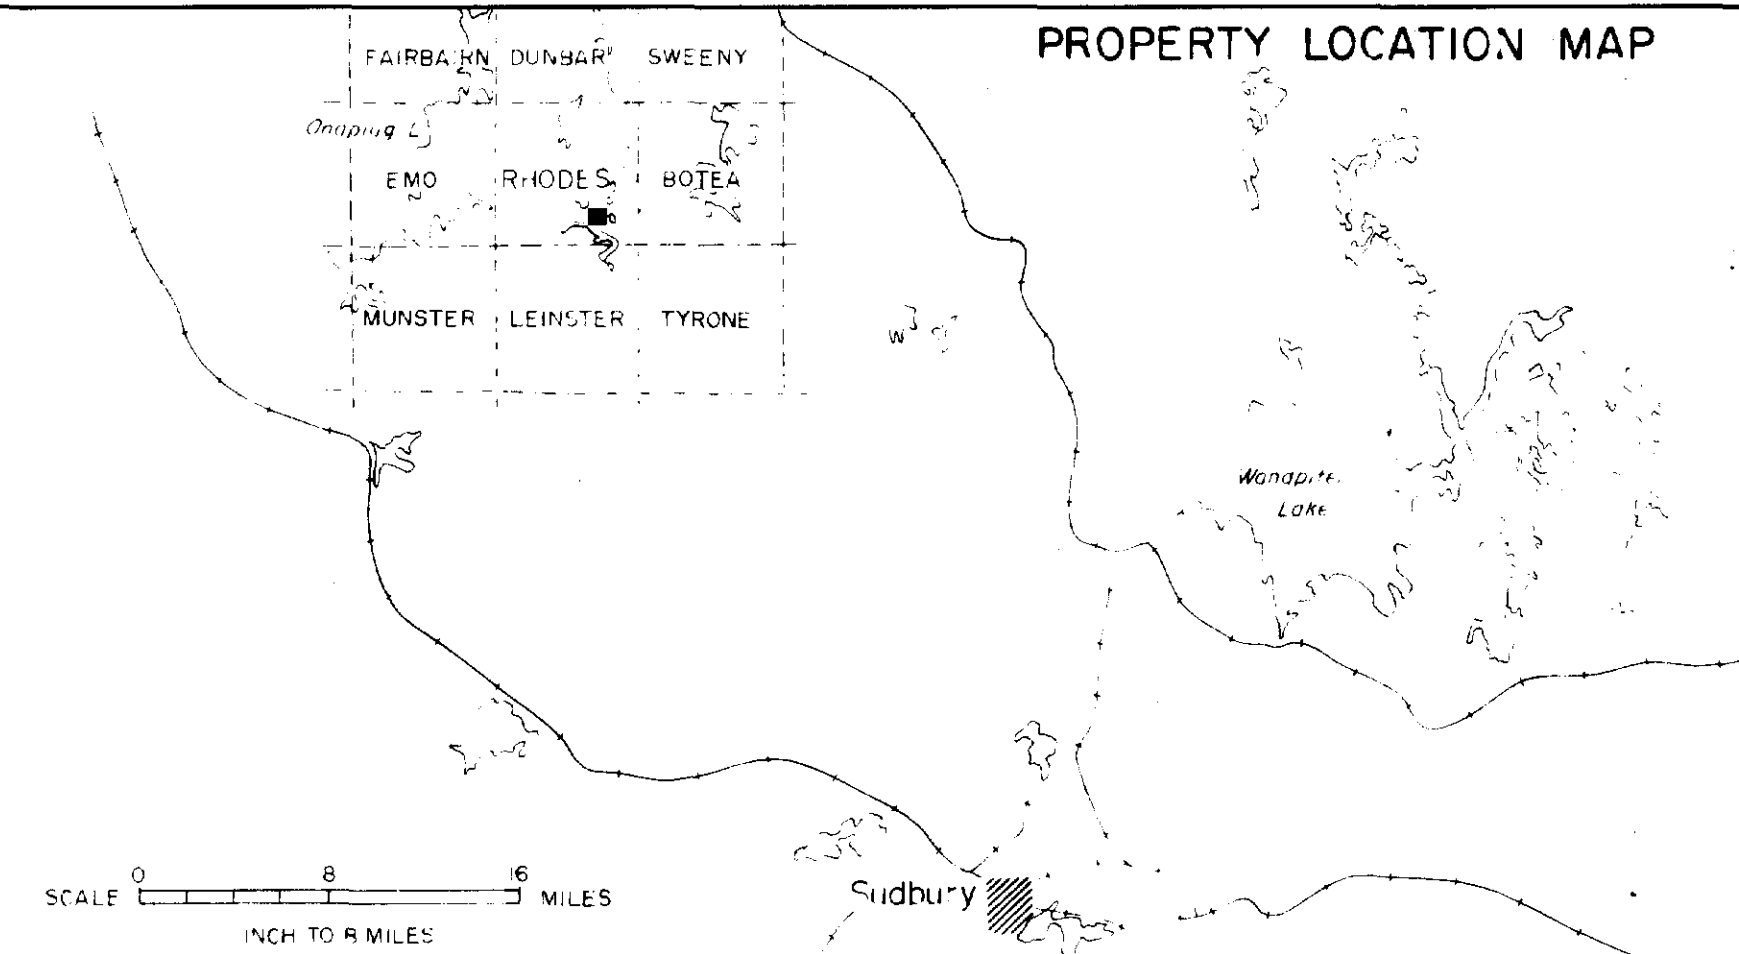 PROPERTY LOCATION MAP
FAIRBAIRN DUNBAR SWEENY
Onaping L
EMO RHODES BOTEA
MUNSTER LEINSTER TYRONE
Wanapitei
Lake
Sudbury
0 8 16
SCALE MILES
INCH TO 8 MILES